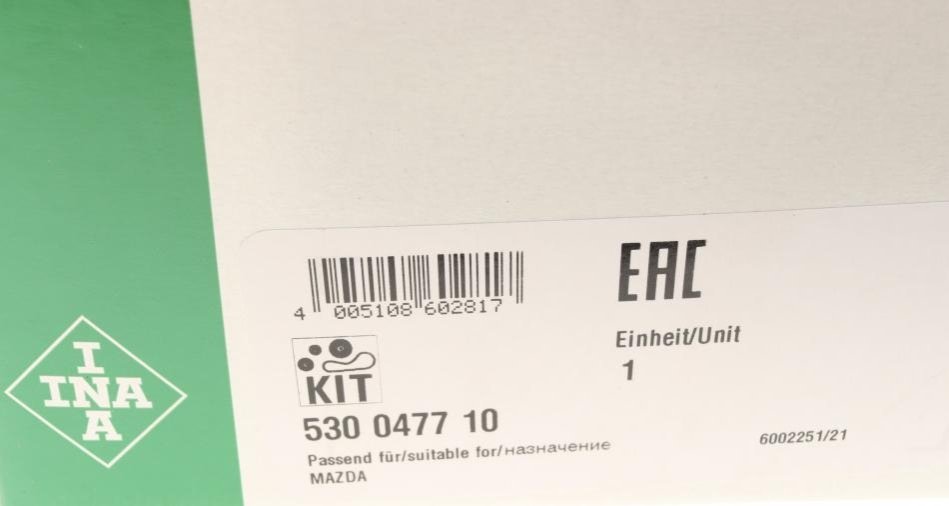 I
INA
A
4 005108 602817
EAC
Einheit/Unit
1
KIT
530 0477 10
Passend für/suitable for/назначение
MAZDA
6002251/21